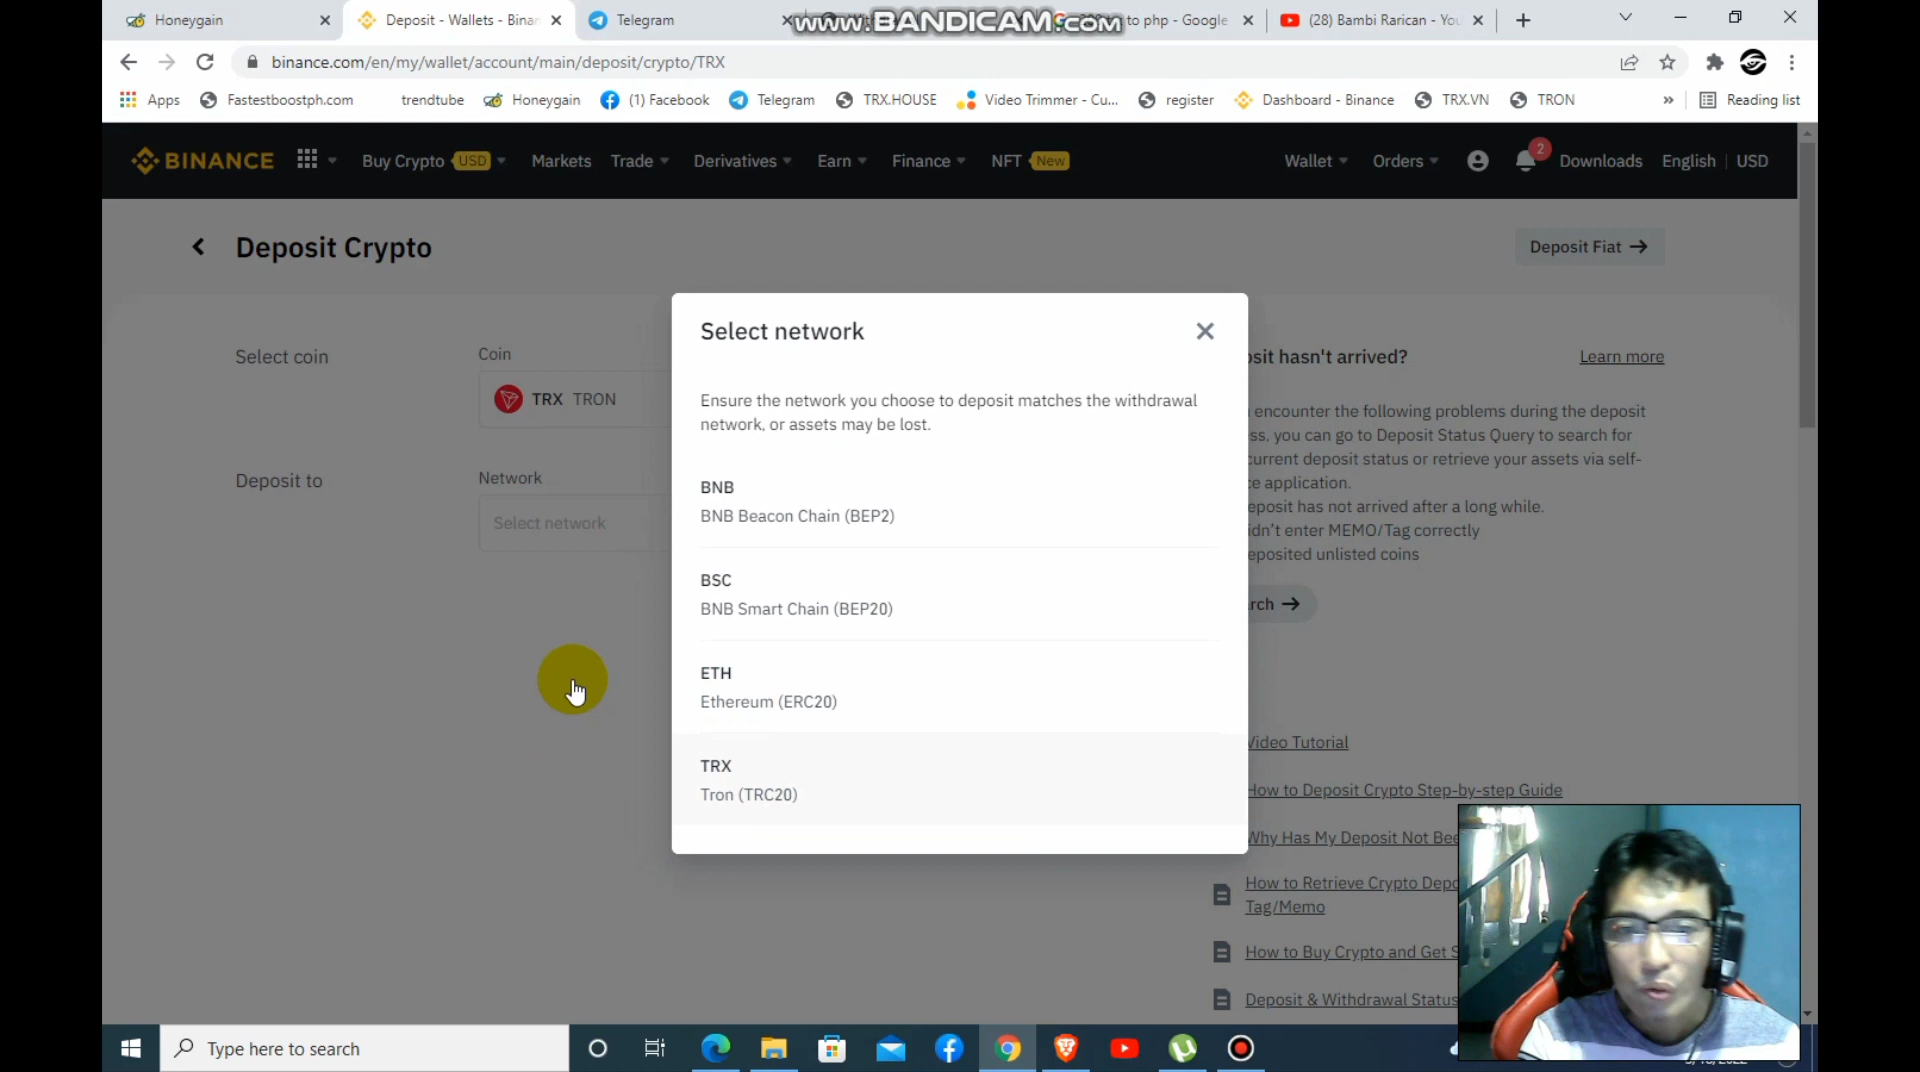 Honeygain
Deposit - Wallets - Binan
Telegram
www.BANDICAM.com
to php - Google
(28) Bambi Rarican - You
binance.com/en/my/wallet/account/main/deposit/crypto/TRX
Apps
Fastestboostph.com
trendtube
Honeygain
(1) Facebook
Telegram
TRX.HOUSE
Video Trimmer - Cu...
register
Dashboard - Binance
TRX.VN
TRON
»
Reading list
BINANCE
Buy Crypto USD
Markets
Trade
Derivatives
Earn
Finance
NFT New
Wallet
Orders
2
Downloads
English | USD
Deposit Crypto
Deposit Fiat →
Select coin
Coin
TRX TRON
Deposit to
Network
Select network
Select network
Ensure the network you choose to deposit matches the withdrawal
network, or assets may be lost.
BNB
BNB Beacon Chain (BEP2)
BSC
BNB Smart Chain (BEP20)
ETH
Ethereum (ERC20)
TRX
Tron (TRC20)
sit hasn't arrived?
Learn more
encounter the following problems during the deposit
ss, you can go to Deposit Status Query to search for
current deposit status or retrieve your assets via self-
ce application.
eposit has not arrived after a long while.
idn't enter MEMO/Tag correctly
eposited unlisted coins
rch →
Video Tutorial
How to Deposit Crypto Step-by-step Guide
Why Has My Deposit Not Bee
How to Retrieve Crypto Depo
Tag/Memo
How to Buy Crypto and Get S
Deposit & Withdrawal Status
Type here to search